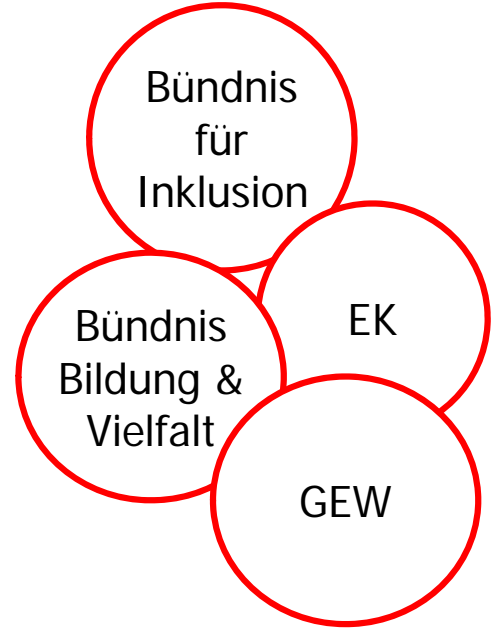 Bündnis
für
Inklusion
EK
Bündnis
Bildung &
Vielfalt
GEW